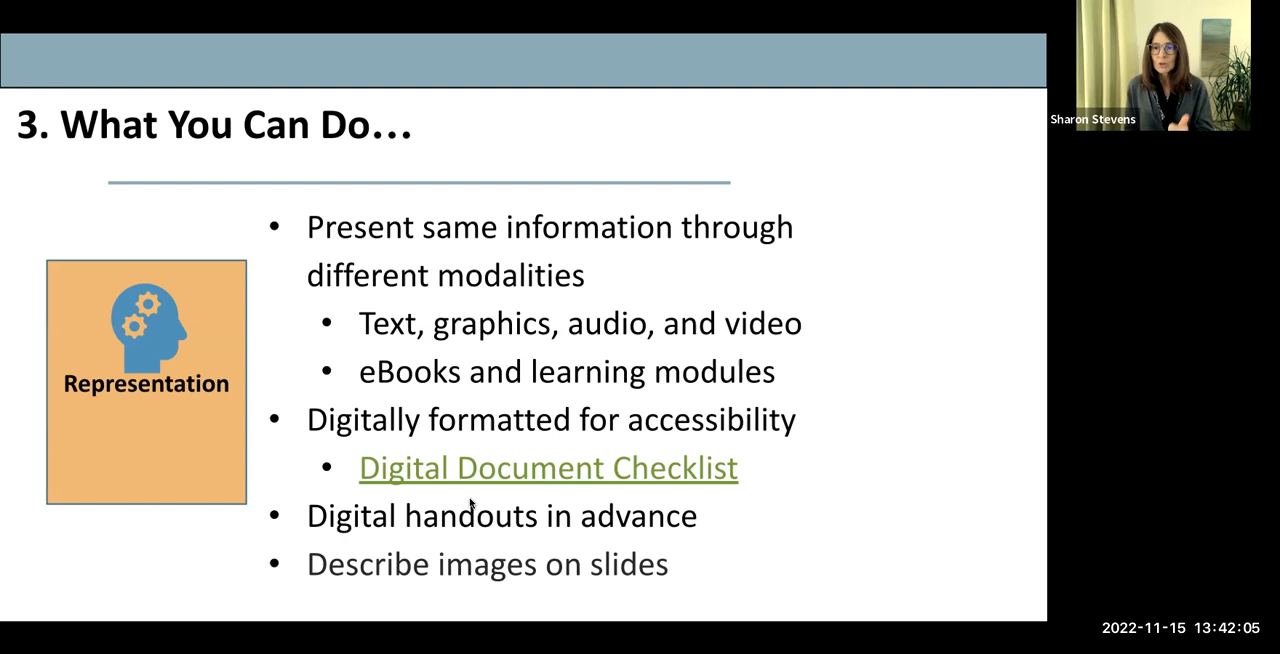 3. What You Can Do…
Representation
• Present same information through
different modalities
• Text, graphics, audio, and video
• eBooks and learning modules
• Digitally formatted for accessibility
• Digital Document Checklist
• Digital handouts in advance
• Describe images on slides
Sharon Stevens
2022-11-15 13:42:05